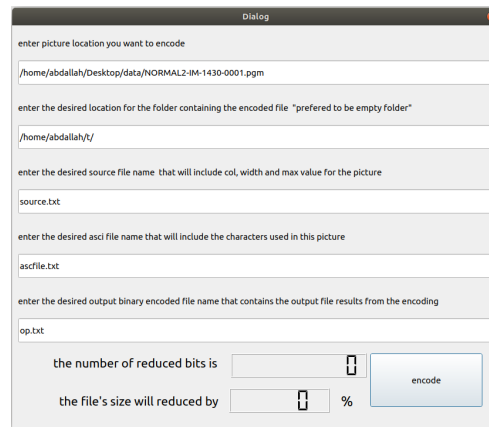 Dialog
enter picture location you want to encode
/home/abdallah/Desktop/data/NORMAL2-IM-1430-0001.pgm
enter the desired location for the folder containing the encoded file "prefered to be empty folder"
/home/abdallah/t/
enter the desired source file name that will include col, width and max value for the picture
source.txt
enter the desired asci file name that will include the characters used in this picture
ascfile.txt
enter the desired output binary encoded file name that contains the output file results from the encoding
op.txt
the number of reduced bits is 0
encode
the file's size will reduced by 0 %